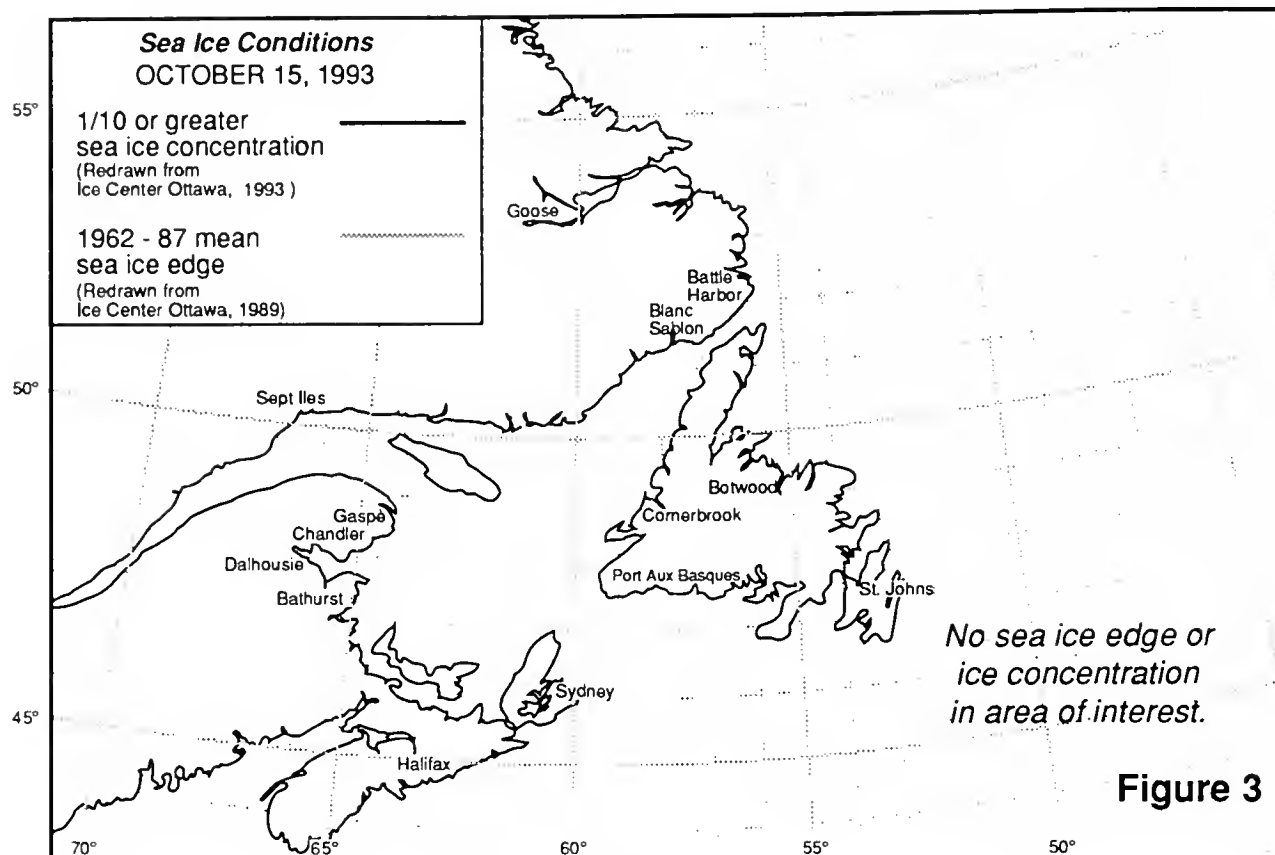 Sea Ice Conditions
OCTOBER 15, 1993
1/10 or greater
sea ice concentration
(Redrawn from
Ice Center Ottawa, 1993 )
1962 - 87 mean
sea ice edge
(Redrawn from
Ice Center Ottawa, 1989)
55°
50°
45°
Goose
Battle
Harbor
Blanc
Sablon
Sept Iles
Botwood
Cornerbrook
Gaspe
Chandler
Dalhousie
Port Aux Basques
St. Johns
Bathurst
No sea ice edge or
ice concentration
in area of interest.
Sydney
Halifax
Figure 3
70°
65°
60°
55°
50°